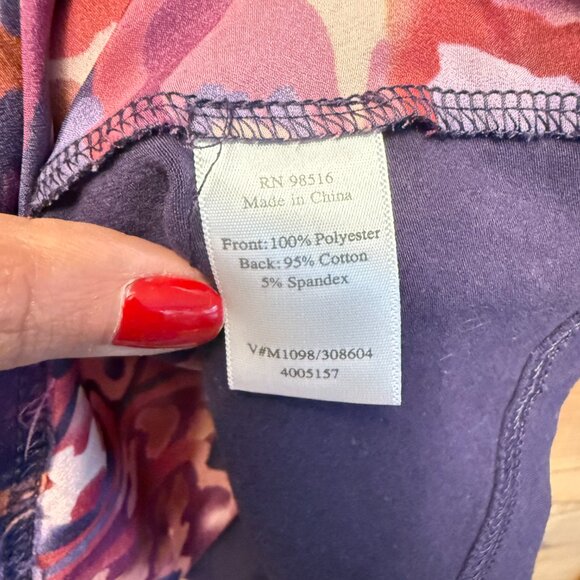 RN 98516
Made in China
Front: 100% Polyester
Back: 95% Cotton
5% Spandex
V#M1098/308604
4005157